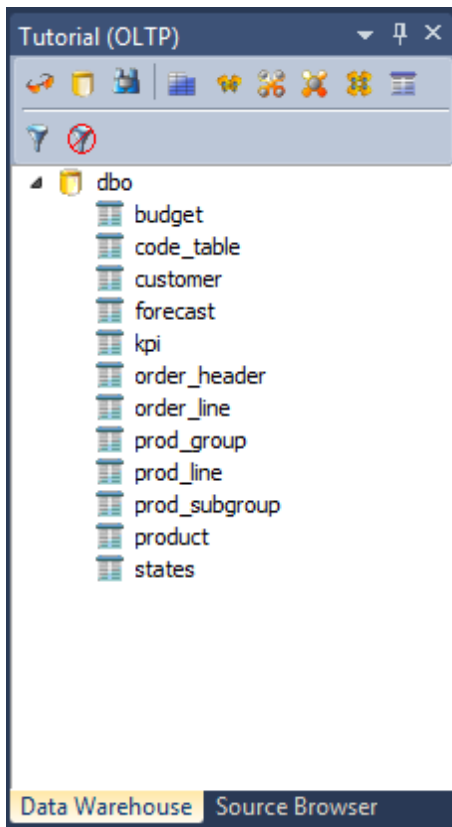 Tutorial (OLTP)
dbo
budget
code_table
customer
forecast
kpi
order_header
order_line
prod_group
prod_line
prod_subgroup
product
states
Data Warehouse Source Browser